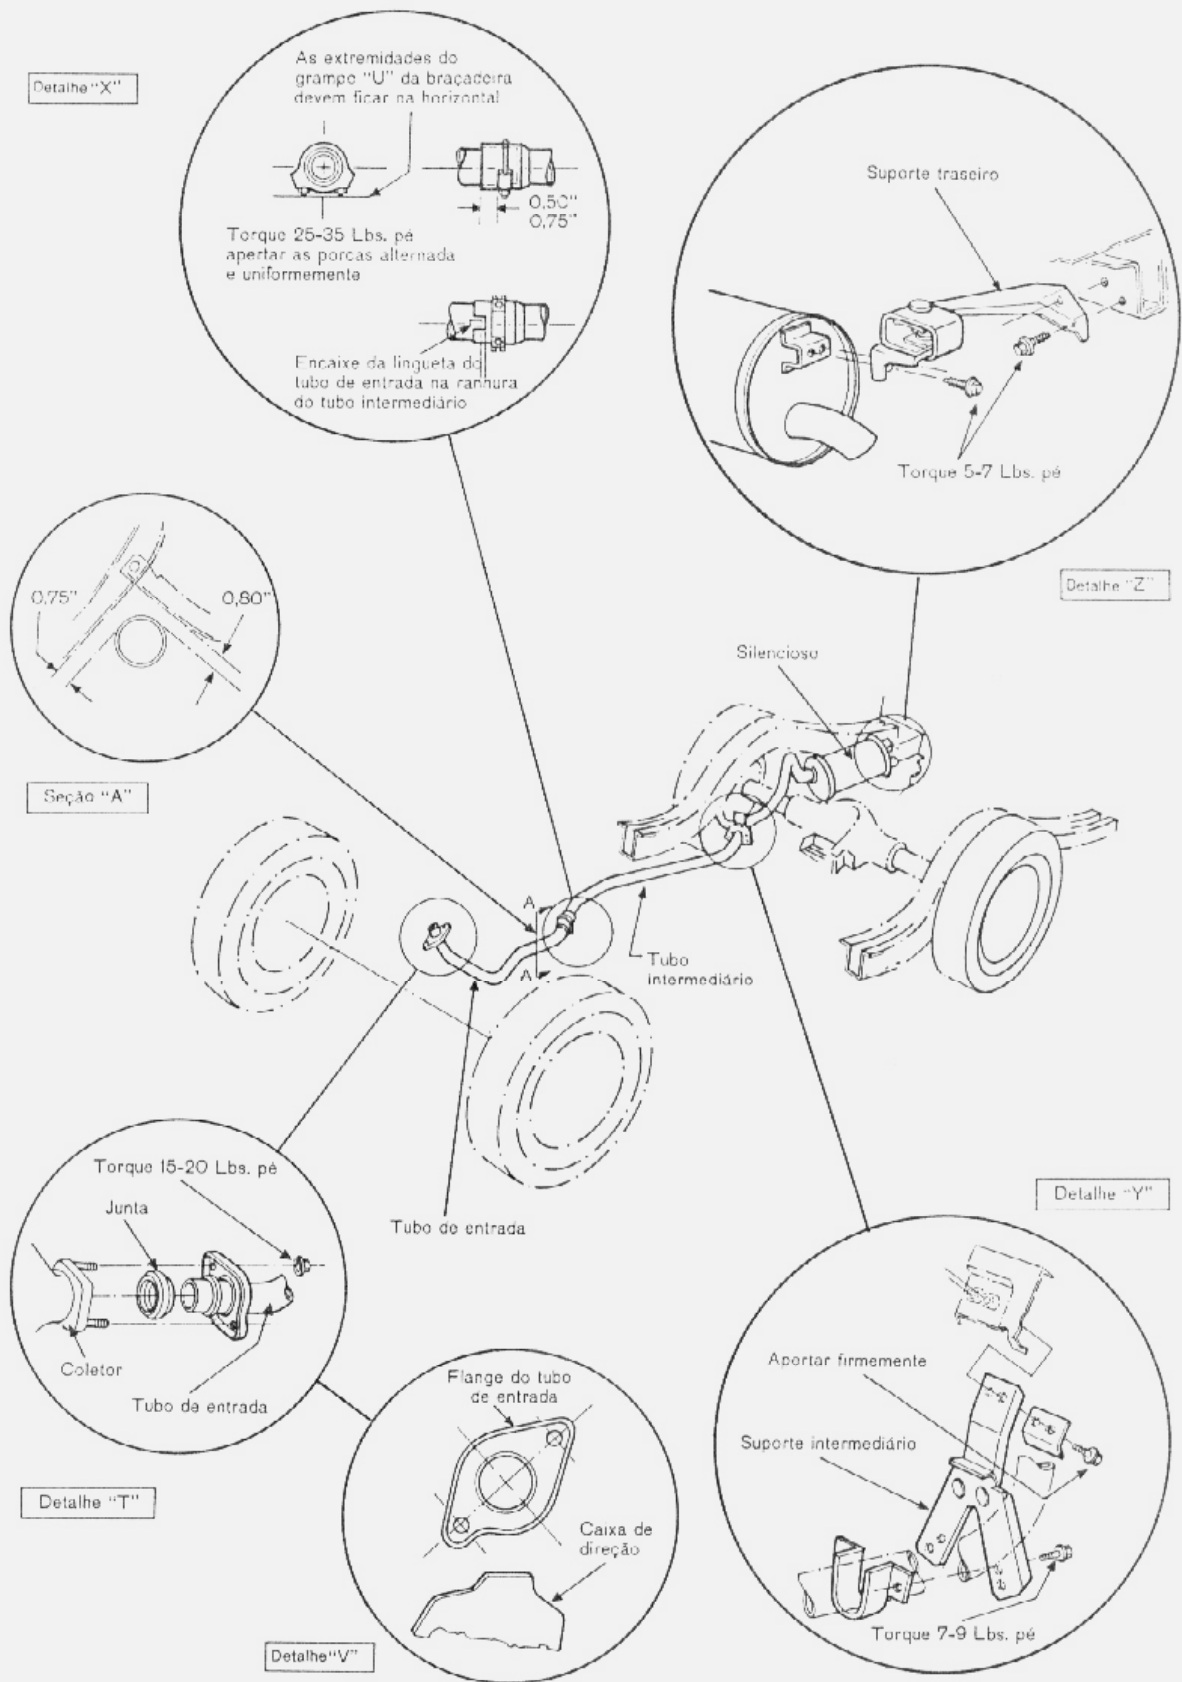 Detalhe "X"
As extremidades do
grampo "U" da braçadeira
devem ficar na horizontal
0,50"
0,75"
Torque 25-35 Lbs. pé
apertar as porcas alternada
e uniformemente
Encaixe da lingueta do
tubo de entrada na ranhura
do tubo intermediário
Suporte traseiro
Torque 5-7 Lbs. pé
Detalhe "Z"
0,75"
0,80"
Seção "A"
Silencioso
A
A
Tubo
intermediário
Tubo de entrada
Torque 15-20 Lbs. pé
Junta
Coletor
Tubo de entrada
Detalhe "T"
Flange do tubo
de entrada
Caixa de
direção
Detalhe "V"
Detalhe "Y"
Apertar firmemente
Suporte intermediário
Torque 7-9 Lbs. pé